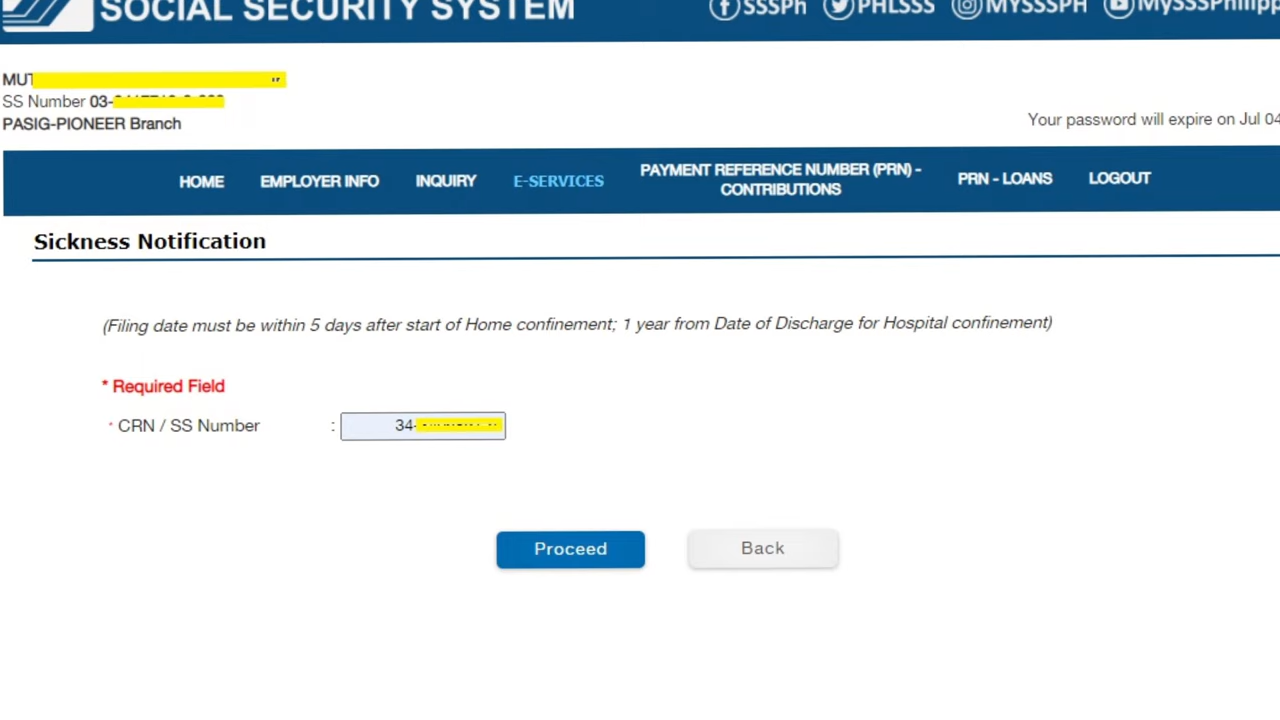 SOCIAL SECURITY SYSTEM
SSSPh PHLSSS MYSSSPH MySSSPhilipp
MUT
SS Number 03-
PASIG-PIONEER Branch
Your password will expire on Jul 04
HOME EMPLOYER INFO INQUIRY E-SERVICES PAYMENT REFERENCE NUMBER (PRN) - PRN - LOANS LOGOUT
CONTRIBUTIONS
Sickness Notification
(Filing date must be within 5 days after start of Home confinement; 1 year from Date of Discharge for Hospital confinement)
* Required Field
* CRN / SS Number : 34-
Proceed Back